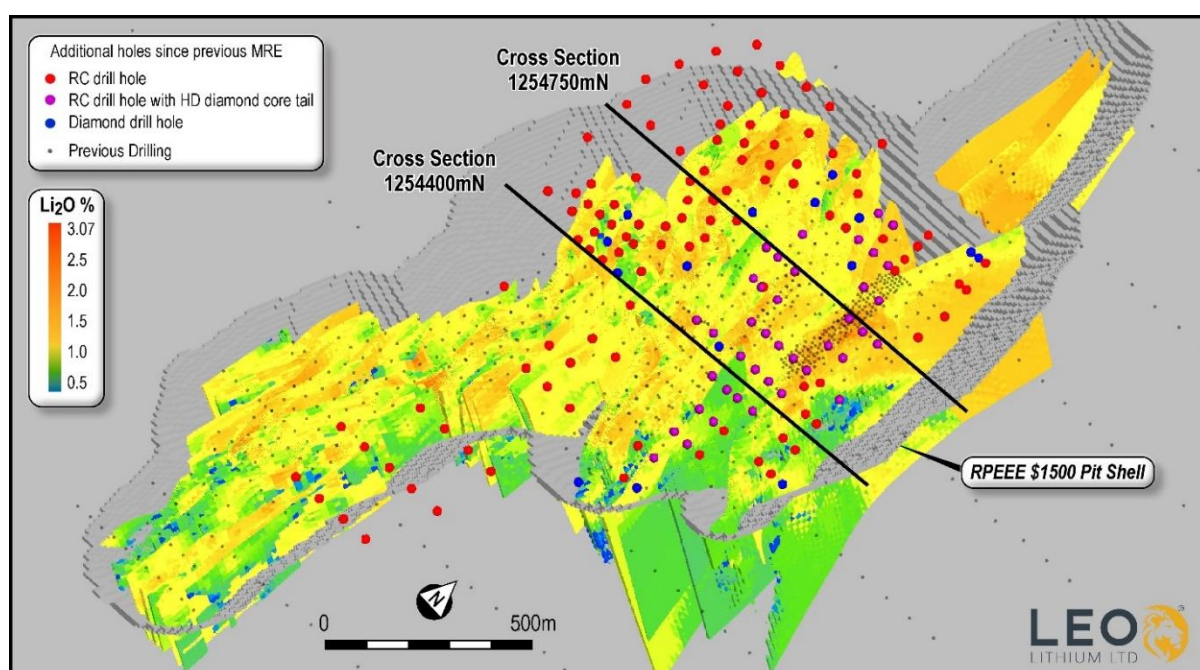 Additional holes since previous MRE
RC drill hole
RC drill hole with HD diamond core tail
Diamond drill hole
Previous Drilling
Li2O %
3.07
2.5
2.0
1.5
1.0
0.5
Cross Section
1254750mN
Cross Section
1254400mN
RPEEE $1500 Pit Shell
N
0
500m
LEO
LITHIUM LTD
®